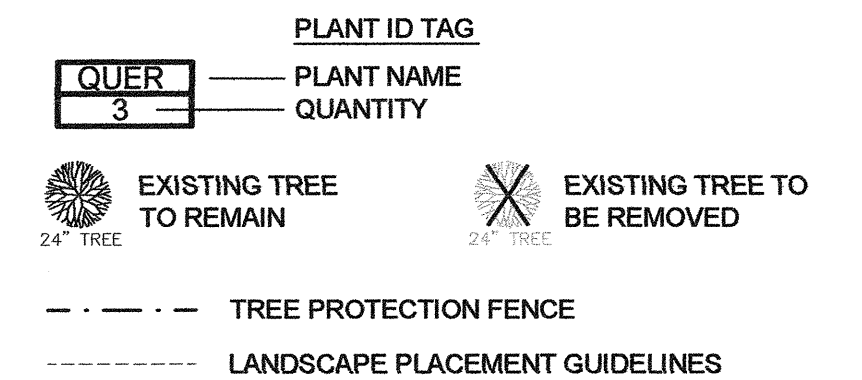 PLANT ID TAG
QUER PLANT NAME
3 QUANTITY
EXISTING TREE
TO REMAIN
24" TREE
EXISTING TREE TO
BE REMOVED
24" TREE
TREE PROTECTION FENCE
LANDSCAPE PLACEMENT GUIDELINES